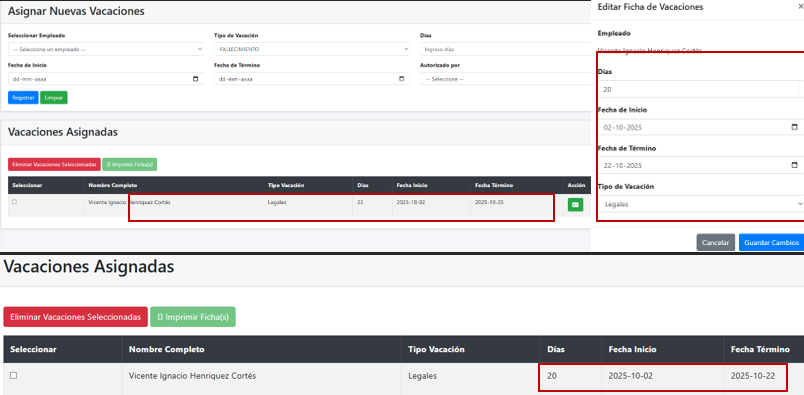 Asignar Nuevas Vacaciones
Seleccionar Empleado Tipo de Vacación Días
-- Seleccione un empleado -- FALLECIMIENTO Ingrese días
Fecha de Inicio Fecha de Término Autorizado por
dd-mm-aaaa dd-mm-aaaa -- Seleccione --
Registrar Limpiar
Vacaciones Asignadas
Eliminar Vacaciones Seleccionadas Imprimir Ficha(s)
Seleccionar Nombre Completo Tipo Vacación Días Fecha Inicio Fecha Término Acción
Vicente Ignacio Henriquez Cortés Legales 23 2025-10-02 2025-10-25
Editar Ficha de Vacaciones
Empleado
Vicente Ignacio Henriquez Cortés
Días
20
Fecha de Inicio
02-10-2025
Fecha de Término
22-10-2025
Tipo de Vacación
Legales
Cancelar Guardar Cambios
Vacaciones Asignadas
Eliminar Vacaciones Seleccionadas Imprimir Ficha(s)
Seleccionar Nombre Completo Tipo Vacación Días Fecha Inicio Fecha Término
Vicente Ignacio Henriquez Cortés Legales 20 2025-10-02 2025-10-22